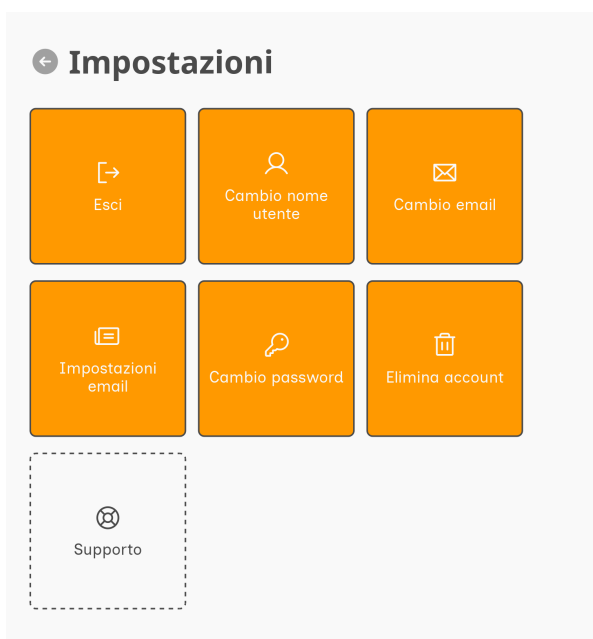 Impostazioni
Esci
Cambio nome
utente
Cambio email
Impostazioni
email
Cambio password
Elimina account
Supporto